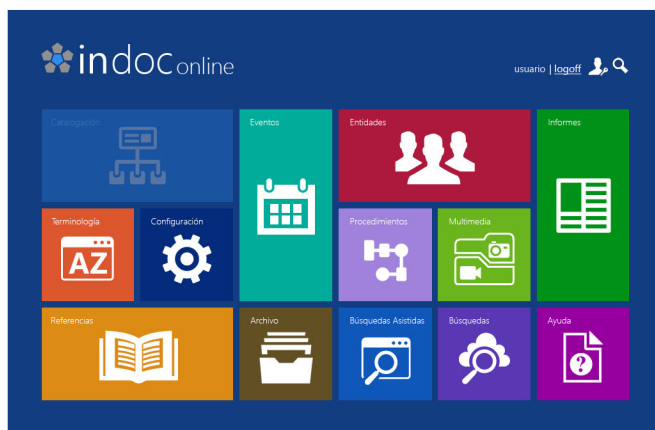 indoc online
usuario | logoff
Catalogación
Eventos
Entidades
Informes
Terminología
Configuración
AZ
Procedimientos
Multimedia
Referencias
Archivo
Búsquedas Asistidas
Búsquedas
Ayuda
?